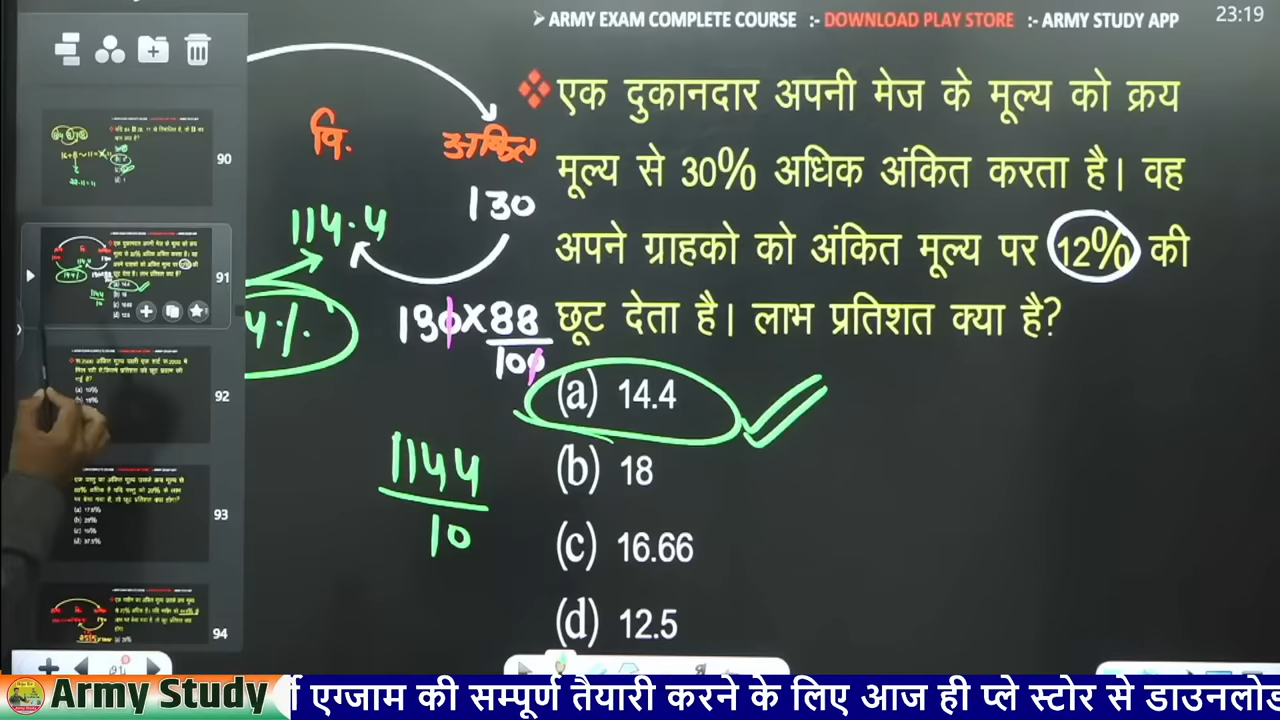 ➢ ARMY EXAM COMPLETE COURSE :- DOWNLOAD PLAY STORE :- ARMY STUDY APP
23:19
❖ एक दुकानदार अपनी मेज के मूल्य को क्रय
मूल्य से 30% अधिक अंकित करता है। वह
अपने ग्राहको को अंकित मूल्य पर 12% की
छूट देता है। लाभ प्रतिशत क्या है?
(a) 14.4
(b) 18
(c) 16.66
(d) 12.5
वि.
अंकित
130
114.4
4%
130×88
100
1144
10
90
91
92
93
94
Army Study
एग्जाम की सम्पूर्ण तैयारी करने के लिए आज ही प्ले स्टोर से डाउनलोड